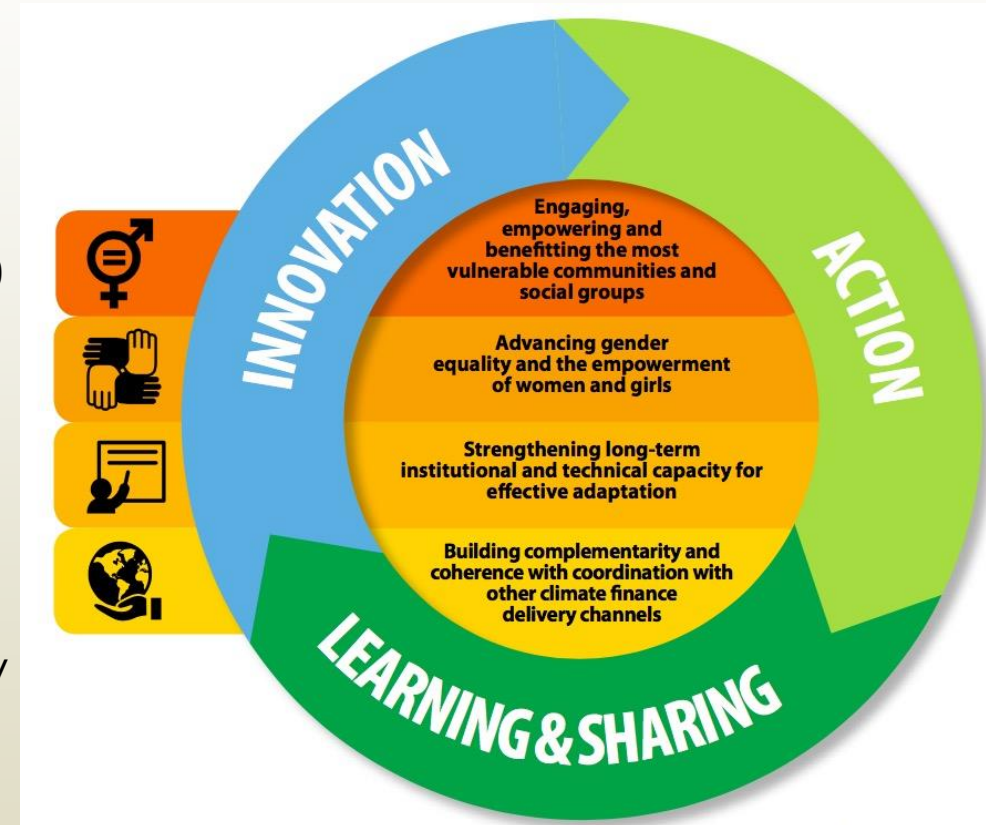 INNOVATION
ACTION
Engaging,
empowering and
benefitting the most
vulnerable communities and
social groups
Advancing gender
equality and the empowerment
of women and girls
Strengthening long-term
institutional and technical capacity for
effective adaptation
Building complementarity and
coherence with coordination with
other climate finance
delivery channels
LEARNING & SHARING